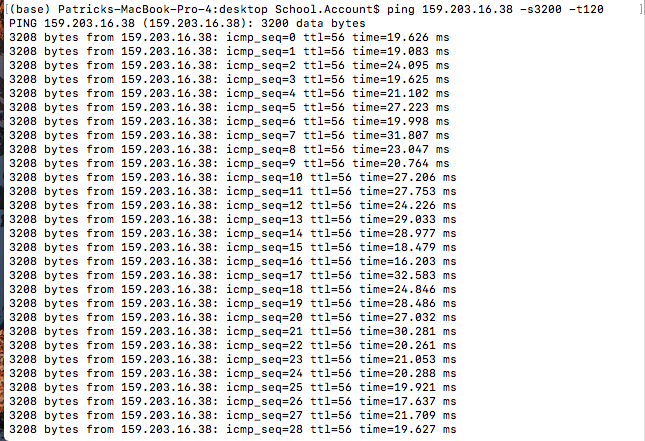 [(base) Patricks-MacBook-Pro-4:desktop School.Account$ ping 159.203.16.38 -s3200 -t120 ]
PING 159.203.16.38 (159.203.16.38): 3200 data bytes
3208 bytes from 159.203.16.38: icmp_seq=0 ttl=56 time=19.626 ms
3208 bytes from 159.203.16.38: icmp_seq=1 ttl=56 time=19.083 ms
3208 bytes from 159.203.16.38: icmp_seq=2 ttl=56 time=24.095 ms
3208 bytes from 159.203.16.38: icmp_seq=3 ttl=56 time=19.625 ms
3208 bytes from 159.203.16.38: icmp_seq=4 ttl=56 time=21.102 ms
3208 bytes from 159.203.16.38: icmp_seq=5 ttl=56 time=27.223 ms
3208 bytes from 159.203.16.38: icmp_seq=6 ttl=56 time=19.998 ms
3208 bytes from 159.203.16.38: icmp_seq=7 ttl=56 time=31.807 ms
3208 bytes from 159.203.16.38: icmp_seq=8 ttl=56 time=23.047 ms
3208 bytes from 159.203.16.38: icmp_seq=9 ttl=56 time=20.764 ms
3208 bytes from 159.203.16.38: icmp_seq=10 ttl=56 time=27.206 ms
3208 bytes from 159.203.16.38: icmp_seq=11 ttl=56 time=27.753 ms
3208 bytes from 159.203.16.38: icmp_seq=12 ttl=56 time=24.226 ms
3208 bytes from 159.203.16.38: icmp_seq=13 ttl=56 time=29.033 ms
3208 bytes from 159.203.16.38: icmp_seq=14 ttl=56 time=28.977 ms
3208 bytes from 159.203.16.38: icmp_seq=15 ttl=56 time=18.479 ms
3208 bytes from 159.203.16.38: icmp_seq=16 ttl=56 time=16.203 ms
3208 bytes from 159.203.16.38: icmp_seq=17 ttl=56 time=32.583 ms
3208 bytes from 159.203.16.38: icmp_seq=18 ttl=56 time=24.846 ms
3208 bytes from 159.203.16.38: icmp_seq=19 ttl=56 time=28.486 ms
3208 bytes from 159.203.16.38: icmp_seq=20 ttl=56 time=27.032 ms
3208 bytes from 159.203.16.38: icmp_seq=21 ttl=56 time=30.281 ms
3208 bytes from 159.203.16.38: icmp_seq=22 ttl=56 time=20.261 ms
3208 bytes from 159.203.16.38: icmp_seq=23 ttl=56 time=21.053 ms
3208 bytes from 159.203.16.38: icmp_seq=24 ttl=56 time=20.288 ms
3208 bytes from 159.203.16.38: icmp_seq=25 ttl=56 time=19.921 ms
3208 bytes from 159.203.16.38: icmp_seq=26 ttl=56 time=17.637 ms
3208 bytes from 159.203.16.38: icmp_seq=27 ttl=56 time=21.709 ms
3208 bytes from 159.203.16.38: icmp_seq=28 ttl=56 time=19.627 ms